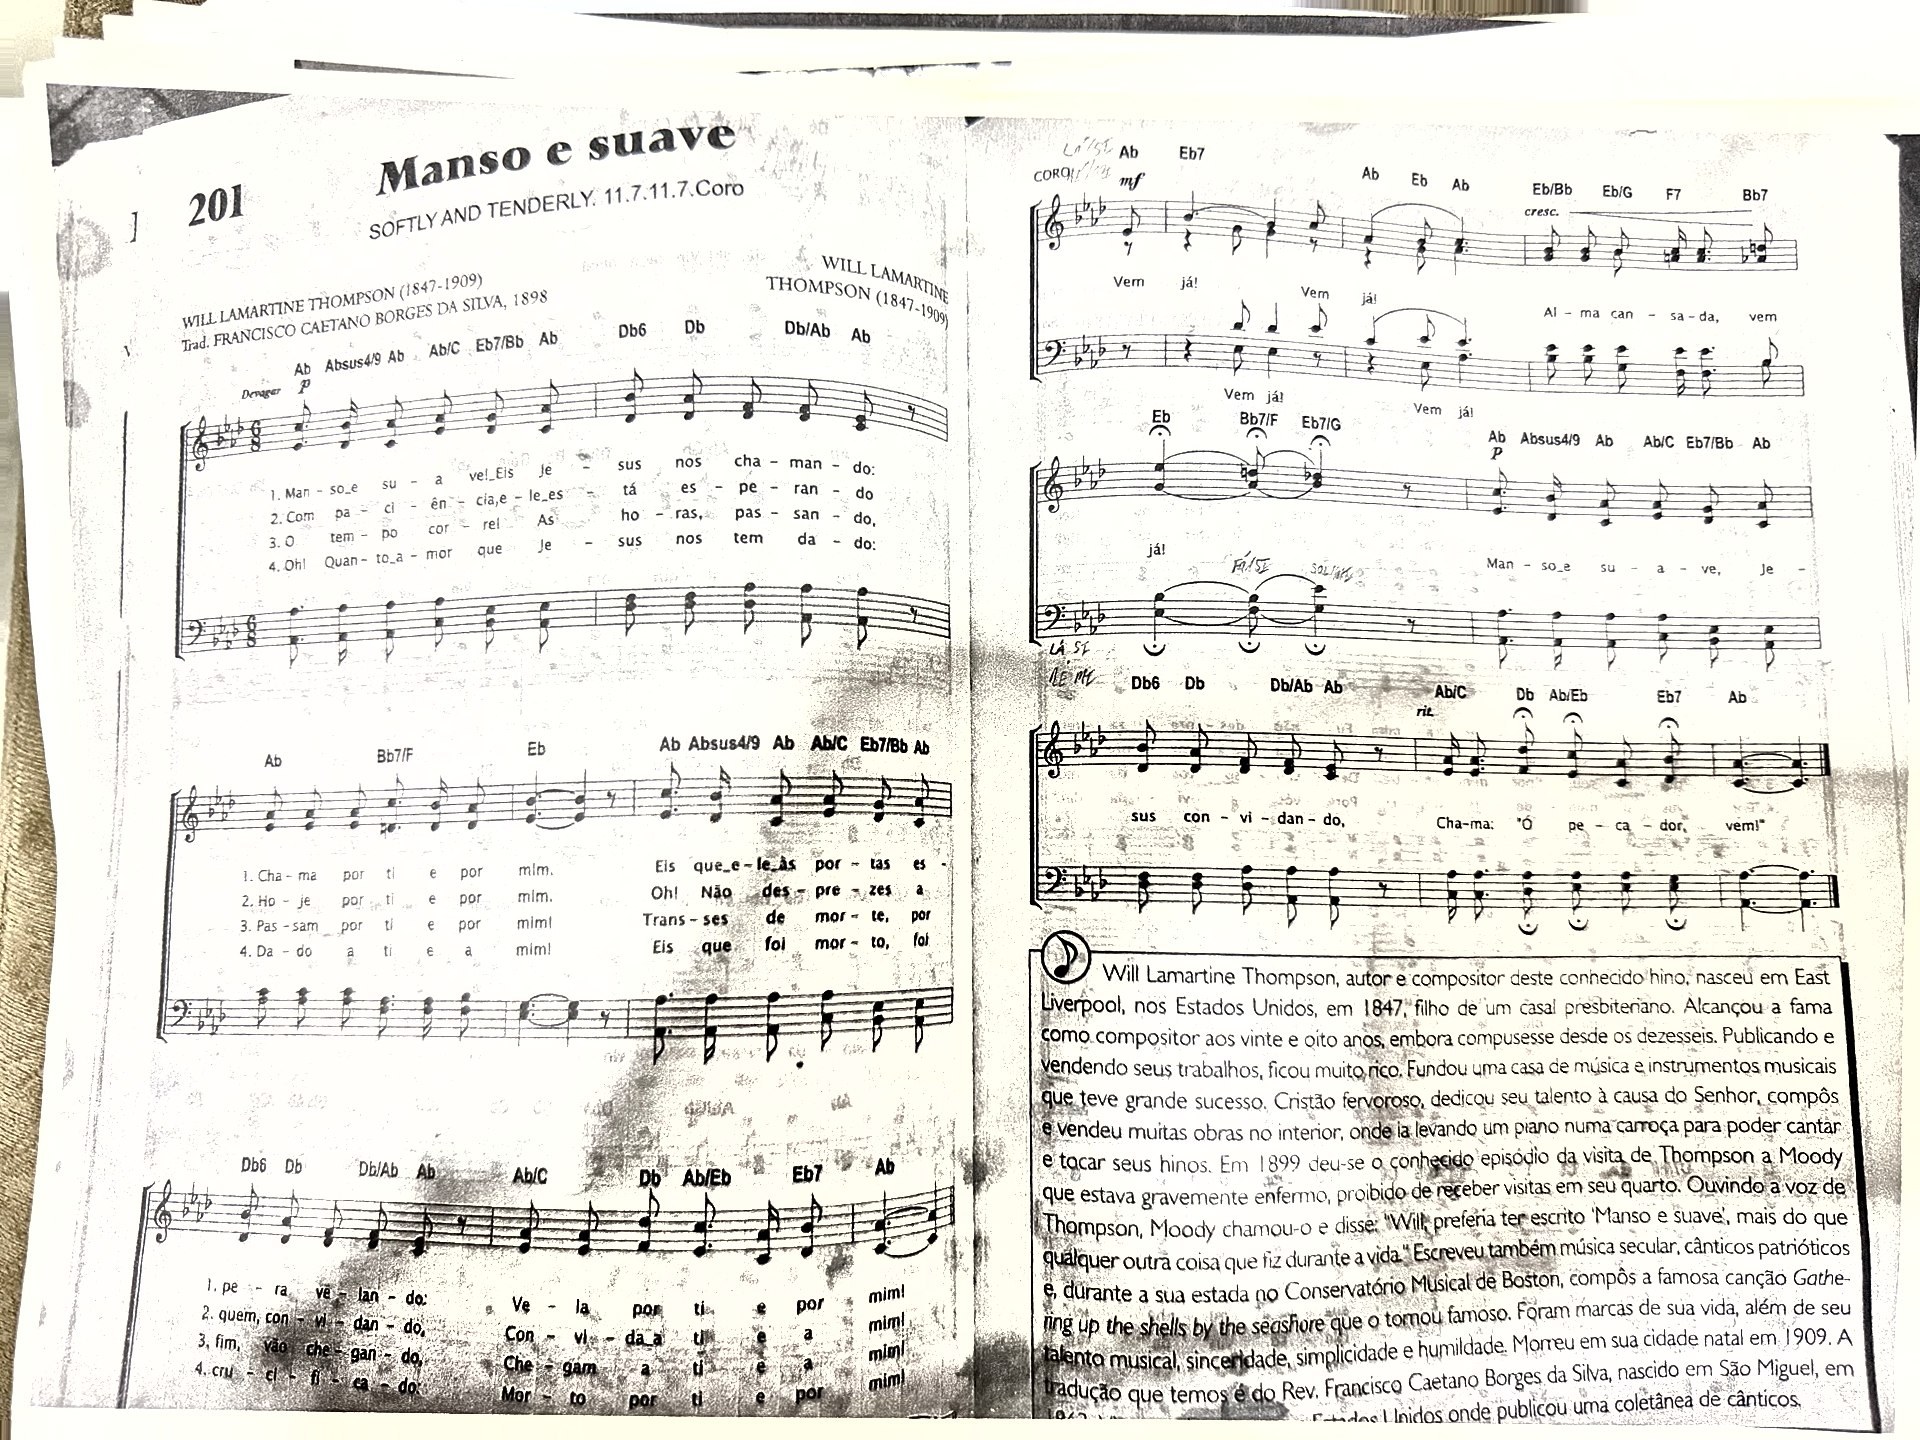 201
Manso e suave
SOFTLY AND TENDERLY. 11.7.11.7.Coro
WILL LAMARTINE THOMPSON (1847-1909)
Trad. FRANCISCO CAETANO BORGES DA SILVA, 1898
WILL LAMARTINE
THOMPSON (1847-1909)
Ab Absus4/9 Ab Ab/C Eb7/Bb Ab Db6 Db Db/Ab Ab
Devagar p
1. Man - so_e su - a ve!_Eis Je - sus nos cha - man - do:
2. Com pa - ci - ên - cia,e - le_es - tá es - pe - ran - do
3. O tem - po cor - re! As ho - ras, pas - san - do,
4. Oh! Quan - to_a - mor que Je - sus nos tem da - do:
Ab Bb7/F Eb Ab Absus4/9 Ab Ab/C Eb7/Bb Ab
1. Cha - ma por ti e por mim. Eis que_e - le_às por - tas es -
2. Ho - je por ti e por mim. Oh! Não des - pre - zes a
3. Pas - sam por ti e por mim! Trans - ses de mor - te, por
4. Da - do a ti e a mim! Eis que foi mor - to, foi
Db6 Db Db/Ab Ab Ab/C Db Ab/Eb Eb7 Ab
1. pe - ra ve - lan - do: Ve - la por ti e por mim!
2. quem, con - vi - dan - do, Con - vi - da_a ti e a mim!
3. fim, vão che - gan - do, Che - gam a ti e a mim!
4. cru - ci - fi - ca - do: Mor - to por ti e por mim!
Ab Eb7 Ab Eb Ab Eb/Bb Eb/G F7 Bb7
CORO mf cresc.
Vem já! Vem já! Al - ma can - sa - da, vem
Vem já! Vem já!
Eb Bb7/F Eb7/G Ab Absus4/9 Ab Ab/C Eb7/Bb Ab
p
já! Man - so_e su - a - ve, Je -
LÁ SI
Db6 Db Db/Ab Ab Ab/C Db Ab/Eb Eb7 Ab
rit.
sus con - vi - dan - do, Cha-ma: "Ó pe - ca - dor, vem!"
Will Lamartine Thompson, autor e compositor deste conhecido hino, nasceu em East
Liverpool, nos Estados Unidos, em 1847, filho de um casal presbiteriano. Alcançou a fama
como compositor aos vinte e oito anos, embora compusesse desde os dezesseis. Publicando e
vendendo seus trabalhos, ficou muito rico. Fundou uma casa de música e instrumentos musicais
que teve grande sucesso. Cristão fervoroso, dedicou seu talento à causa do Senhor, compôs
e vendeu muitas obras no interior, onde ia levando um piano numa carroça para poder cantar
e tocar seus hinos. Em 1899 deu-se o conhecido episódio da visita de Thompson a Moody
que estava gravemente enfermo, proibido de receber visitas em seu quarto. Ouvindo a voz de
Thompson, Moody chamou-o e disse: "Will, preferia ter escrito 'Manso e suave', mais do que
qualquer outra coisa que fiz durante a vida." Escreveu também música secular, cânticos patrióticos
e, durante a sua estada no Conservatório Musical de Boston, compôs a famosa canção Gathe-
ring up the shells by the seashore que o tornou famoso. Foram marcas de sua vida, além de seu
talento musical, sinceridade, simplicidade e humildade. Morreu em sua cidade natal em 1909. A
tradução que temos é do Rev. Francisco Caetano Borges da Silva, nascido em São Miguel, em
Estados Unidos onde publicou uma coletânea de cânticos.